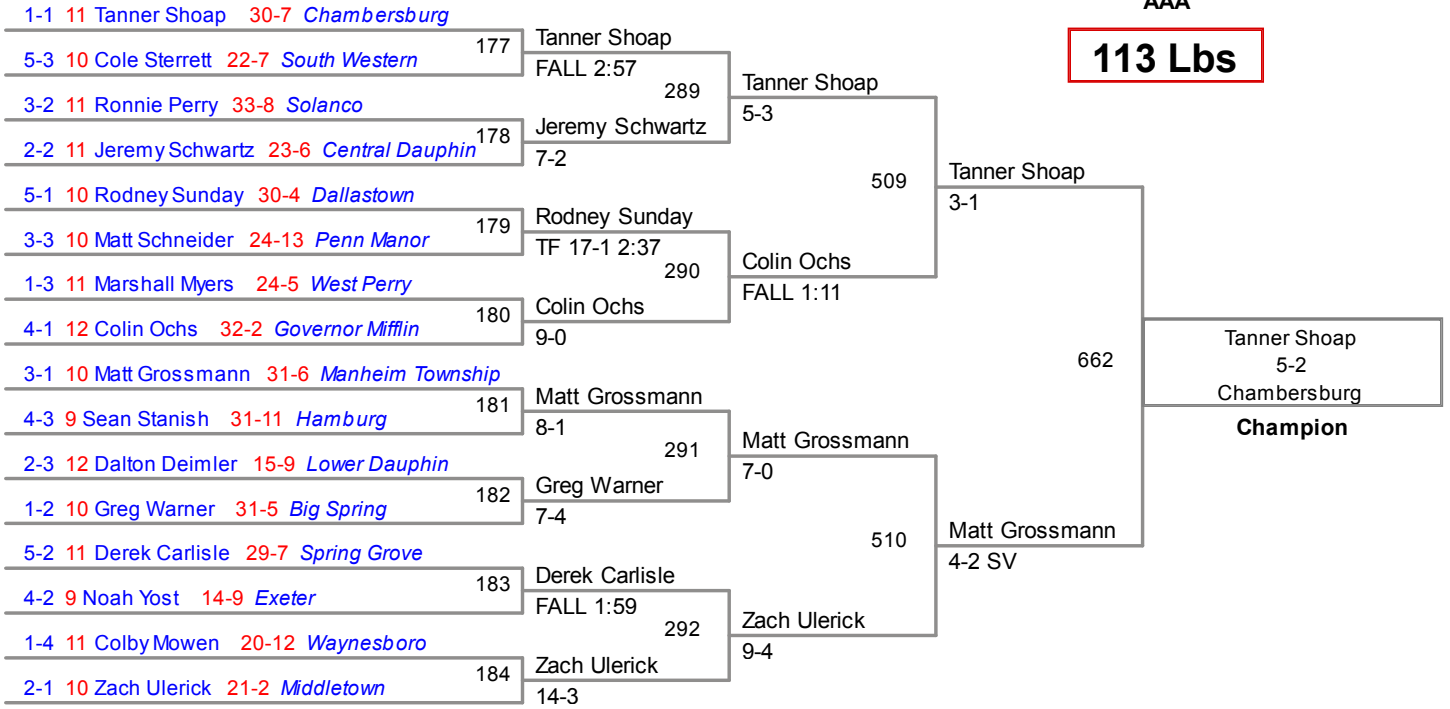 AAA
113 Lbs
1-1 11 Tanner Shoap 30-7 Chambersburg
5-3 10 Cole Sterrett 22-7 South Western
3-2 11 Ronnie Perry 33-8 Solanco
2-2 11 Jeremy Schwartz 23-6 Central Dauphin
5-1 10 Rodney Sunday 30-4 Dallastown
3-3 10 Matt Schneider 24-13 Penn Manor
1-3 11 Marshall Myers 24-5 West Perry
4-1 12 Colin Ochs 32-2 Governor Mifflin
3-1 10 Matt Grossmann 31-6 Manheim Township
4-3 9 Sean Stanish 31-11 Hamburg
2-3 12 Dalton Deimler 15-9 Lower Dauphin
1-2 10 Greg Warner 31-5 Big Spring
5-2 11 Derek Carlisle 29-7 Spring Grove
4-2 9 Noah Yost 14-9 Exeter
1-4 11 Colby Mowen 20-12 Waynesboro
2-1 10 Zach Ulerick 21-2 Middletown
177
178
179
180
181
182
183
184
Tanner Shoap
FALL 2:57
Jeremy Schwartz
7-2
Rodney Sunday
TF 17-1 2:37
Colin Ochs
9-0
Matt Grossmann
8-1
Greg Warner
7-4
Derek Carlisle
FALL 1:59
Zach Ulerick
14-3
289
290
291
292
Tanner Shoap
5-3
Colin Ochs
FALL 1:11
Matt Grossmann
7-0
Zach Ulerick
9-4
509
510
Tanner Shoap
3-1
Matt Grossmann
4-2 SV
662
Tanner Shoap
5-2
Chambersburg
Champion